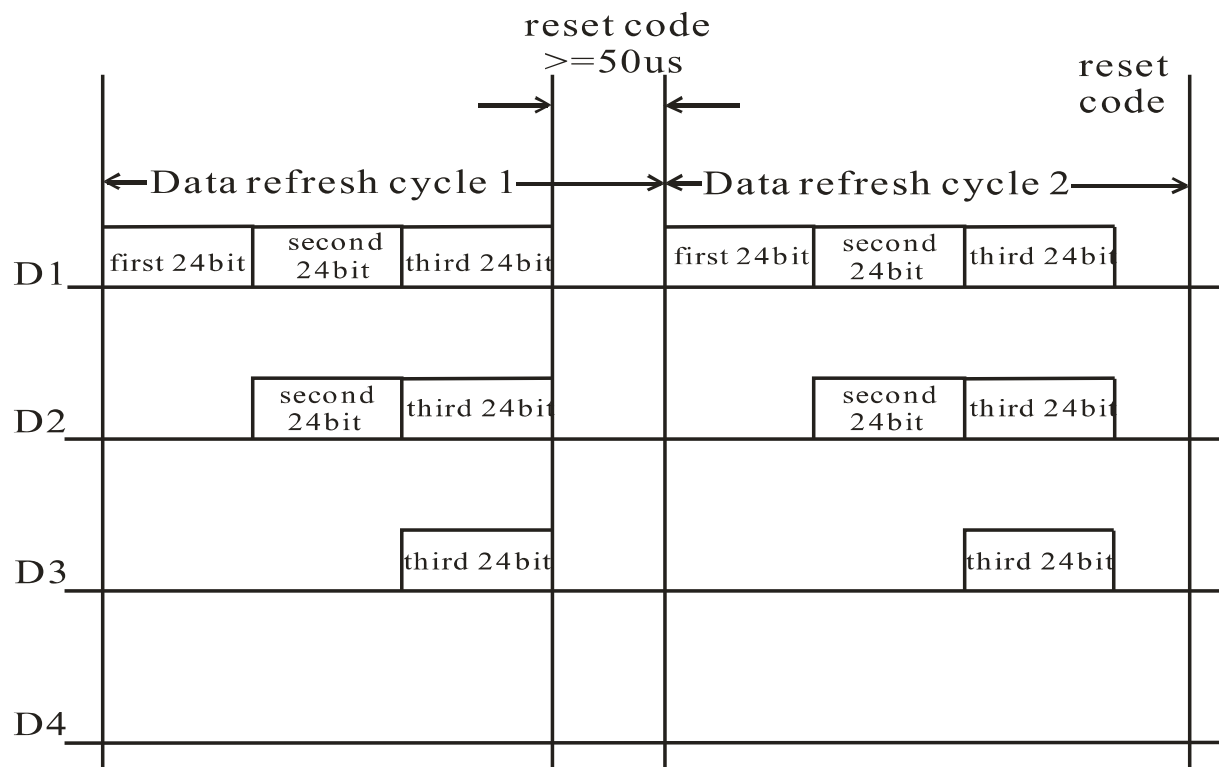 reset code
>=50us
reset
code
Data refresh cycle 1
Data refresh cycle 2
D1
first 24bit
second
24bit
third 24bit
first 24bit
second
24bit
third 24bit
D2
second
24bit
third 24bit
second
24bit
third 24bit
D3
third 24bit
third 24bit
D4